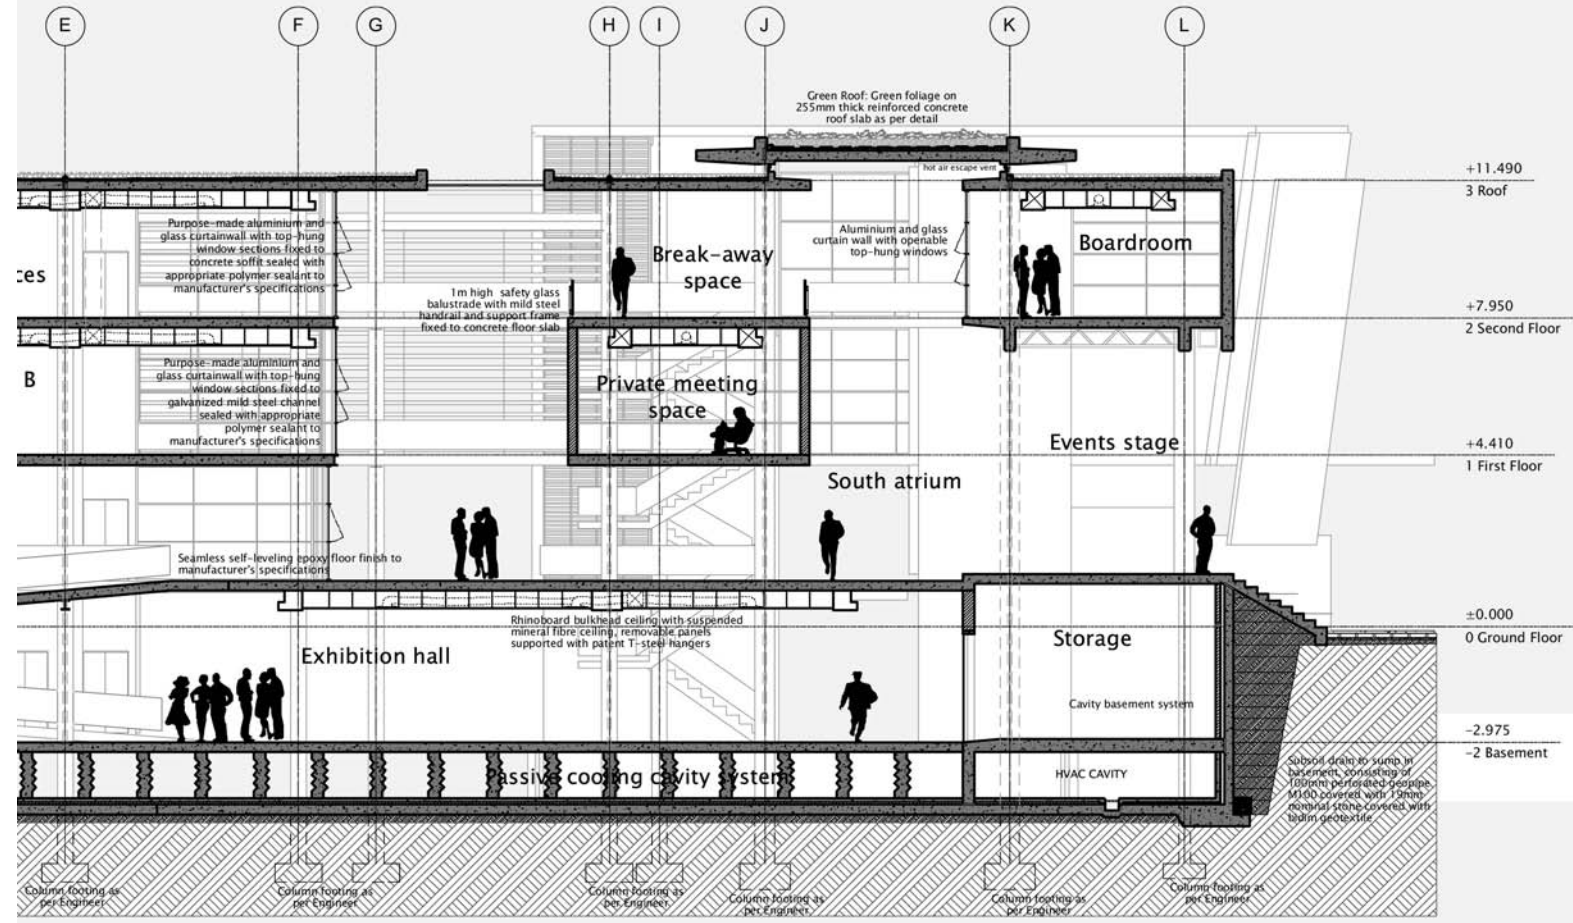 E
F
G
H
I
J
K
L
Green Roof: Green foliage on
255mm thick reinforced concrete
roof slab as per detail
hot air escape vent
+11.490
3 Roof
Purpose-made aluminium and
glass curtainwall with top-hung
window sections fixed to
concrete soffit sealed with
appropriate polymer sealant to
manufacturer's specifications
Aluminium and glass
curtain wall with openable
top-hung windows
Break-away
space
Boardroom
ces
1m high safety glass
balustrade with mild steel
handrail and support frame
fixed to concrete floor slab
+7.950
2 Second Floor
Purpose-made aluminium and
glass curtainwall with top-hung
window sections fixed to
galvanized mild steel channel
sealed with appropriate
polymer sealant to
manufacturer's specifications
B
Private meeting
space
Events stage
+4.410
1 First Floor
South atrium
Seamless self-leveling epoxy floor finish to
manufacturer's specifications
Rhinoboard bulkhead ceiling with suspended
mineral fibre ceiling, removable panels
supported with patent T-steel hangers
±0.000
0 Ground Floor
Exhibition hall
Storage
Cavity basement system
-2.975
-2 Basement
Passive cooling cavity system
HVAC CAVITY
Subsoil drain to sump in
basement, consisting of
100mm perforated geopipe
M100 covered with 19mm
nominal stone covered with
bidim geotextile
Column footing as
per Engineer
Column footing as
per Engineer
Column footing as
per Engineer
Column footing as
per Engineer
Column footing as
per Engineer
Column footing as
per Engineer